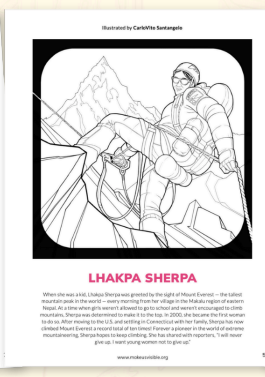 Illustrated by CarloVito Santangelo
LHAKPA SHERPA
When she was a kid, Lhakpa Sherpa was greeted by the sight of Mount Everest — the tallest
mountain peak in the world — every morning from her village in the Makalu region of eastern
Nepal. At a time when girls weren't allowed to go to school and weren't encouraged to climb
mountains, Sherpa was determined to make it to the top. In 2000, she became the first woman
to do so. After moving to the U.S. and settling in Connecticut with her family, Sherpa has now
climbed Mount Everest a record total of ten times! Forever a pioneer in the world of extreme
mountaineering, Sherpa hopes to keep climbing. She has shared with reporters, "I will never
give up. I want young women not to give up."
www.makeuscivisible.org